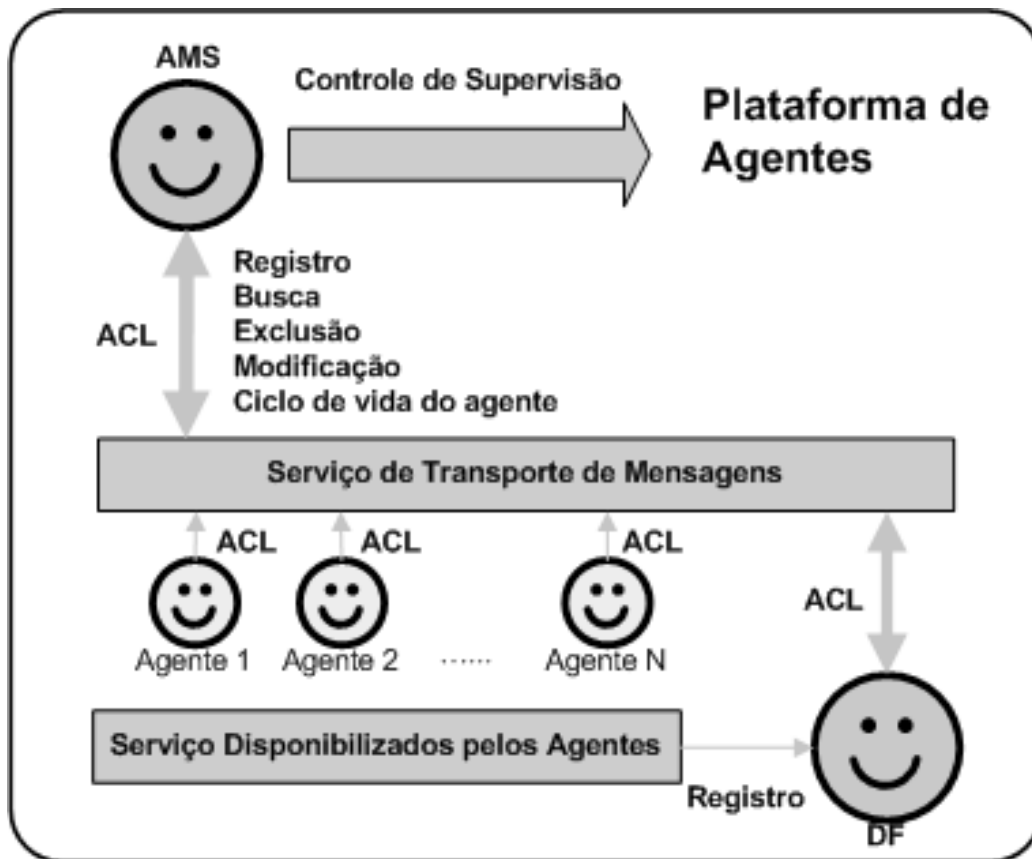 AMS
Controle de Supervisão
Plataforma de
Agentes
Registro
Busca
Exclusão
Modificação
Ciclo de vida do agente
ACL
Serviço de Transporte de Mensagens
ACL
ACL
ACL
ACL
Agente 1
Agente 2
......
Agente N
Serviço Disponibilizados pelos Agentes
Registro
DF